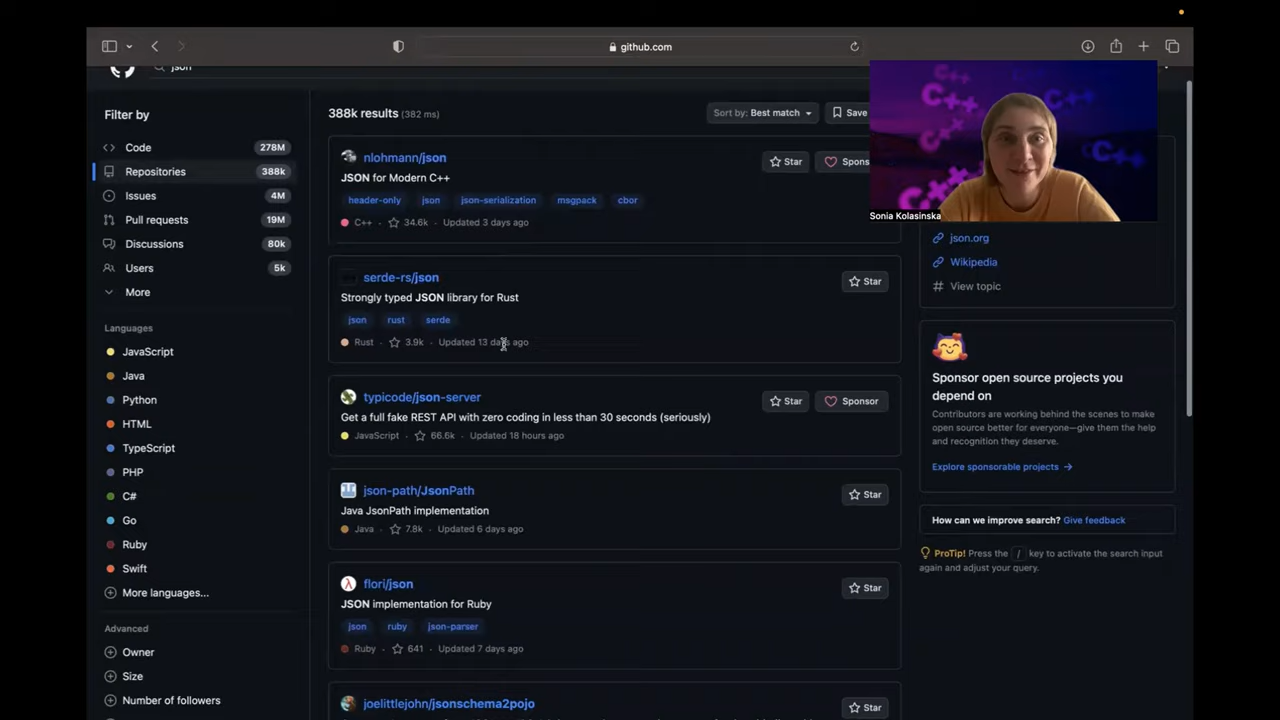 github.com
json
Filter by
Code 278M
Repositories 388k
Issues 4M
Pull requests 19M
Discussions 80k
Users 5k
More
Languages
JavaScript
Java
Python
HTML
TypeScript
PHP
C#
Go
Ruby
Swift
More languages...
Advanced
Owner
Size
Number of followers
388k results (382 ms)
Sort by: Best match
Save
nlohmann/json
Star
Spons
JSON for Modern C++
header-only json json-serialization msgpack cbor
C++ · 34.6k · Updated 3 days ago
serde-rs/json
Star
Strongly typed JSON library for Rust
json rust serde
Rust · 3.9k · Updated 13 days ago
typicode/json-server
Star
Sponsor
Get a full fake REST API with zero coding in less than 30 seconds (seriously)
JavaScript · 66.6k · Updated 18 hours ago
json-path/JsonPath
Star
Java JsonPath implementation
Java · 7.8k · Updated 6 days ago
flori/json
Star
JSON implementation for Ruby
json ruby json-parser
Ruby · 641 · Updated 7 days ago
joelittlejohn/jsonschema2pojo
Star
C++
C++
C++
C++
Sonia Kolasinska
json.org
Wikipedia
# View topic
Sponsor open source projects you
depend on
Contributors are working behind the scenes to make
open source better for everyone—give them the help
and recognition they deserve.
Explore sponsorable projects →
How can we improve search? Give feedback
ProTip! Press the / key to activate the search input
again and adjust your query.